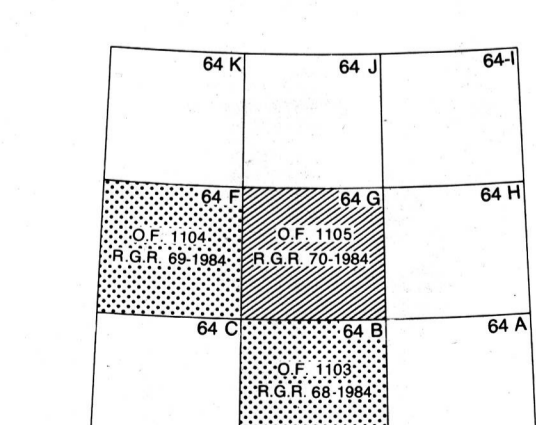 64 K
64 J
64-I
64 F
64 G
64 H
O.F. 1104
R.G.R. 69-1984
O.F. 1105
R.G.R. 70-1984
64 C
64 B
64 A
O.F. 1103
R.G.R. 68-1984